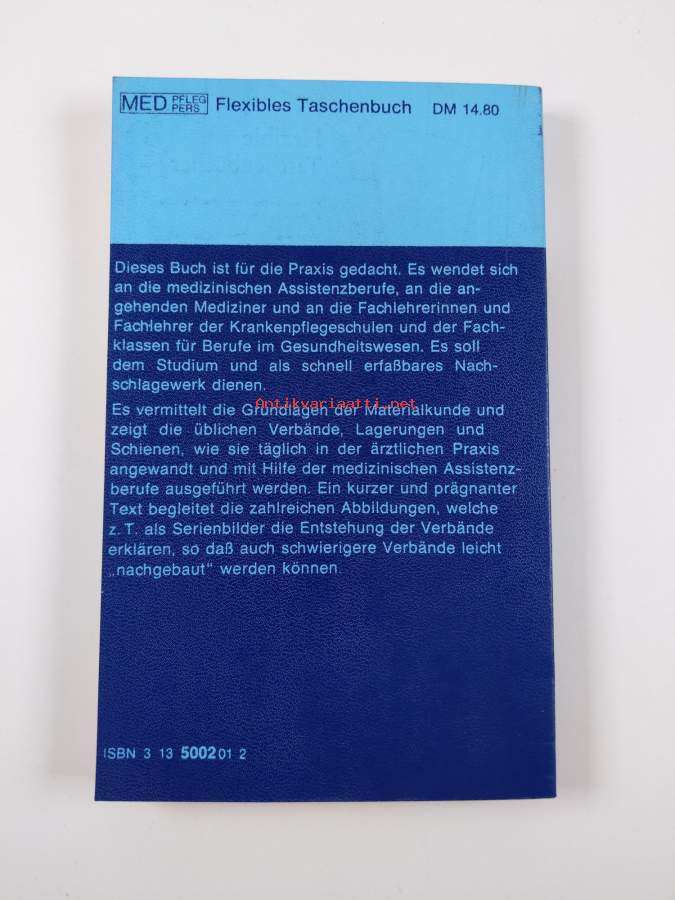 MED PFLEG PERS Flexibles Taschenbuch DM 14.80
Dieses Buch ist für die Praxis gedacht. Es wendet sich
an die medizinischen Assistenzberufe, an die an-
gehenden Mediziner und an die Fachlehrerinnen und
Fachlehrer der Krankenpflegeschulen und der Fach-
klassen für Berufe im Gesundheitswesen. Es soll
dem Studium und als schnell erfaßbares Nach-
schlagewerk dienen.
Antikvariaatti.net
Es vermittelt die Grundlagen der Materialkunde und
zeigt die üblichen Verbände, Lagerungen und
Schienen, wie sie täglich in der ärztlichen Praxis
angewandt und mit Hilfe der medizinischen Assistenz-
berufe ausgeführt werden. Ein kurzer und prägnanter
Text begleitet die zahlreichen Abbildungen, welche
z. T. als Serienbilder die Entstehung der Verbände
erklären, so daß auch schwierigere Verbände leicht
„nachgebaut“ werden können.
ISBN 3 13 500201 2